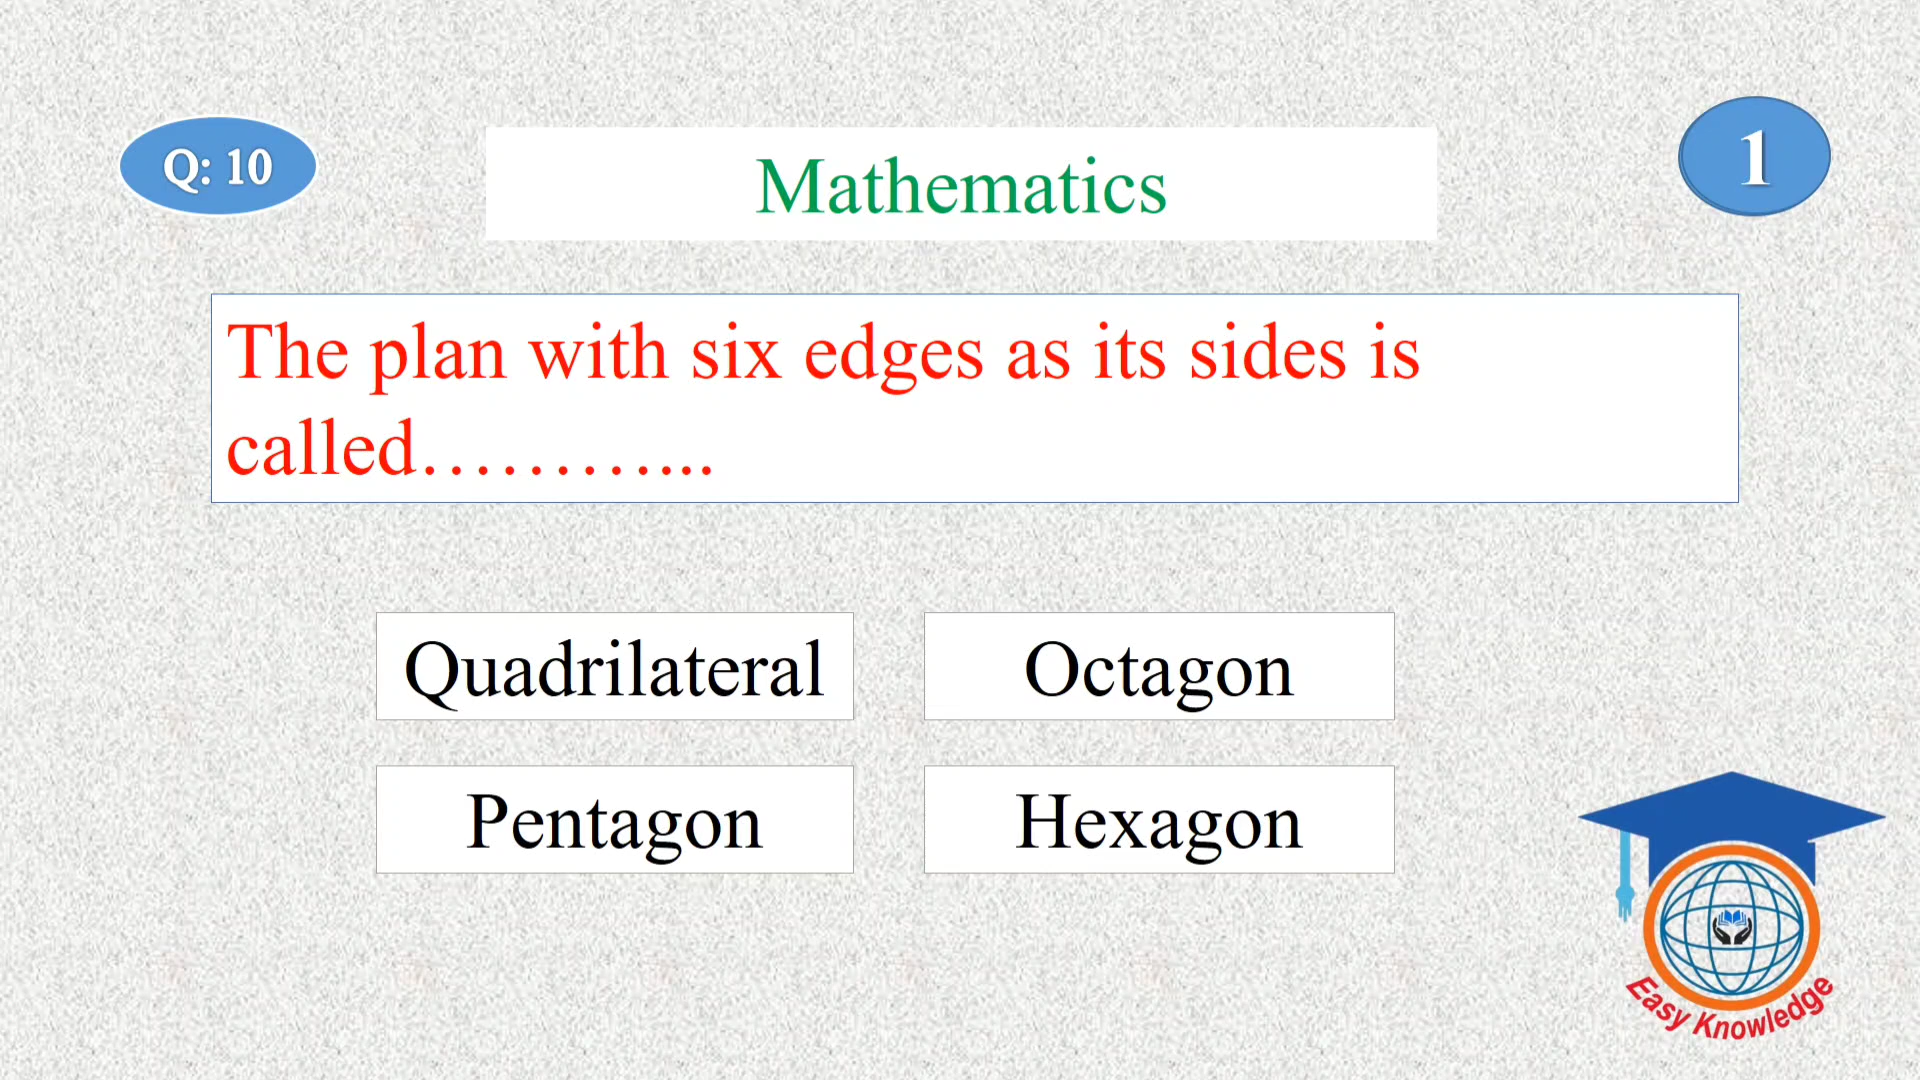 Q: 10
Mathematics
1
The plan with six edges as its sides is
called…………...
Quadrilateral
Octagon
Pentagon
Hexagon
Easy Knowledge